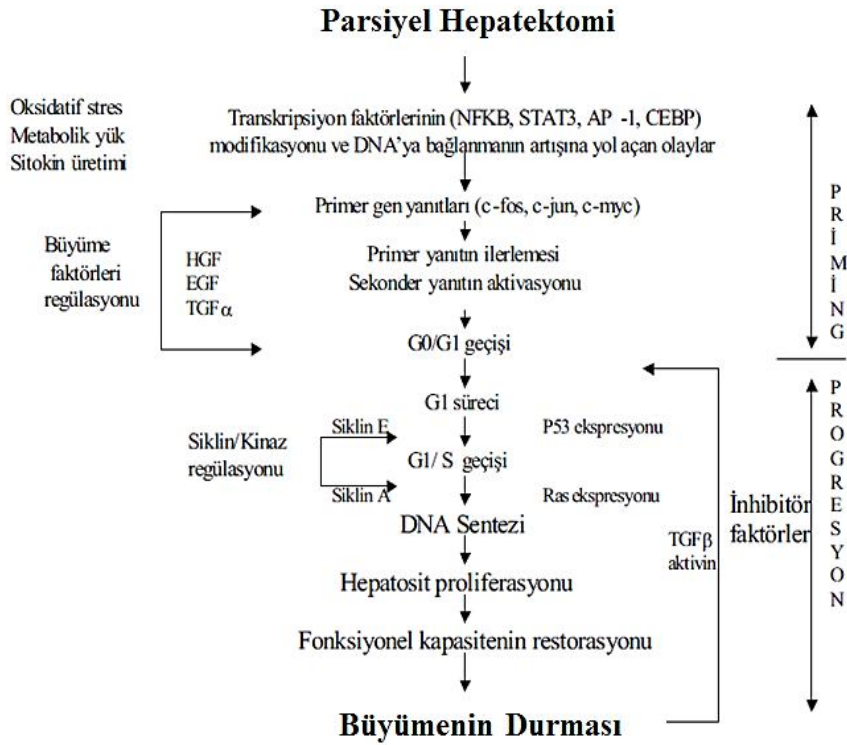 Parsiyel Hepatektomi
Oksidatif stres
Metabolik yük
Sitokin üretimi
Transkripsiyon faktörlerinin (NFKB, STAT3, AP -1, CEBP)
modifikasyonu ve DNA'ya bağlanmanın artışına yol açan olaylar
Primer gen yanıtları (c-fos, c-jun, c-myc)
Büyüme
faktörleri
regülasyonu
HGF
EGF
TGF α
Primer yanıtın ilerlemesi
Sekonder yanıtın aktivasyonu
G0/G1 geçişi
PRİMİNG
G1 süreci
Siklin/Kinaz
regülasyonu
Siklin E
P53 ekspresyonu
G1/ S geçişi
Siklin A
Ras ekspresyonu
DNA Sentezi
TGF β
aktivin
İnhibitör
faktörler
PROGRESYON
Hepatosit proliferasyonu
Fonksiyonel kapasitenin restorasyonu
Büyümenin Durması